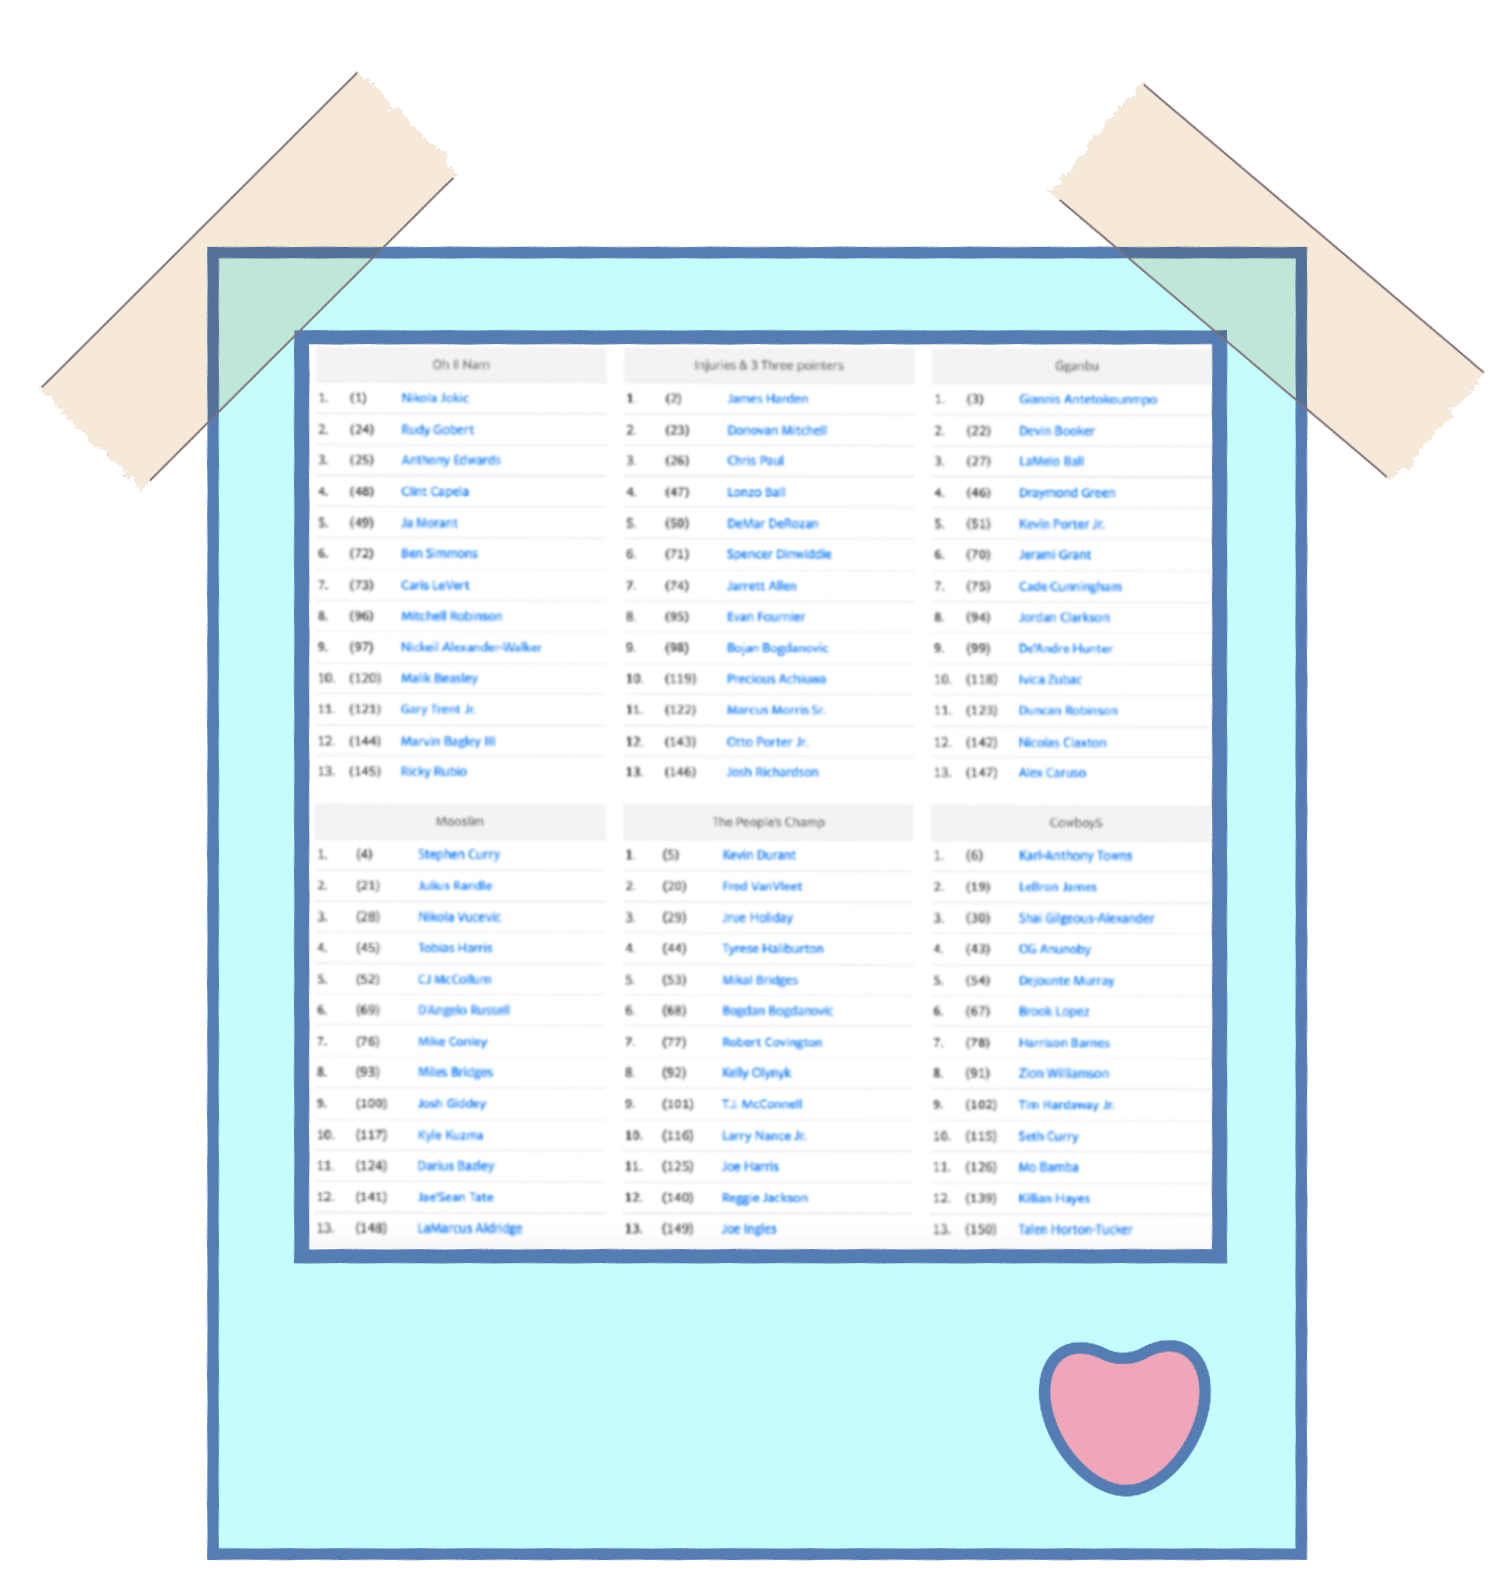 Oh Il Nam
1. (1) Nikola Jokic
2. (24) Rudy Gobert
3. (25) Anthony Edwards
4. (48) Clint Capela
5. (49) Ja Morant
6. (72) Ben Simmons
7. (73) Caris LeVert
8. (96) Mitchell Robinson
9. (97) Nickeil Alexander-Walker
10. (120) Malik Beasley
11. (121) Gary Trent Jr.
12. (144) Marvin Bagley III
13. (145) Ricky Rubio
Injuries & 3 Three pointers
1. (2) James Harden
2. (23) Donovan Mitchell
3. (26) Chris Paul
4. (47) Lonzo Ball
5. (50) DeMar DeRozan
6. (71) Spencer Dinwiddie
7. (74) Jarrett Allen
8. (95) Evan Fournier
9. (98) Bojan Bogdanovic
10. (119) Precious Achiuwa
11. (122) Marcus Morris Sr.
12. (143) Otto Porter Jr.
13. (146) Josh Richardson
Gganbu
1. (3) Giannis Antetokounmpo
2. (22) Devin Booker
3. (27) LaMelo Ball
4. (46) Draymond Green
5. (51) Kevin Porter Jr.
6. (70) Jerami Grant
7. (75) Cade Cunningham
8. (94) Jordan Clarkson
9. (99) De'Andre Hunter
10. (118) Ivica Zubac
11. (123) Duncan Robinson
12. (142) Nicolas Claxton
13. (147) Alex Caruso
Mooslim
1. (4) Stephen Curry
2. (21) Julius Randle
3. (28) Nikola Vucevic
4. (45) Tobias Harris
5. (52) CJ McCollum
6. (69) D'Angelo Russell
7. (76) Mike Conley
8. (93) Miles Bridges
9. (100) Josh Giddey
10. (117) Kyle Kuzma
11. (124) Darius Bazley
12. (141) Jae'Sean Tate
13. (148) LaMarcus Aldridge
The People's Champ
1. (5) Kevin Durant
2. (20) Fred VanVleet
3. (29) Jrue Holiday
4. (44) Tyrese Haliburton
5. (53) Mikal Bridges
6. (68) Bogdan Bogdanovic
7. (77) Robert Covington
8. (92) Kelly Olynyk
9. (101) T.J. McConnell
10. (116) Larry Nance Jr.
11. (125) Joe Harris
12. (140) Reggie Jackson
13. (149) Joe Ingles
CowboyS
1. (6) Karl-Anthony Towns
2. (19) LeBron James
3. (30) Shai Gilgeous-Alexander
4. (43) OG Anunoby
5. (54) Dejounte Murray
6. (67) Brook Lopez
7. (78) Harrison Barnes
8. (91) Zion Williamson
9. (102) Tim Hardaway Jr.
10. (115) Seth Curry
11. (126) Mo Bamba
12. (139) Killian Hayes
13. (150) Talen Horton-Tucker